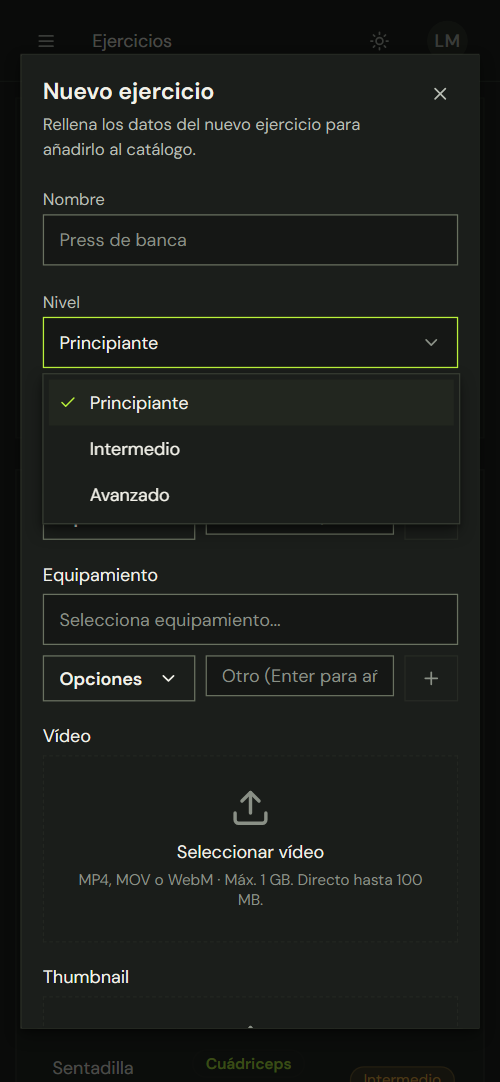 Ejercicios
LM
Nuevo ejercicio
Rellena los datos del nuevo ejercicio para
añadirlo al catálogo.
Nombre
Press de banca
Nivel
Principiante
Principiante
Intermedio
Avanzado
Equipamiento
Selecciona equipamiento...
Opciones
Otro (Enter para añ
Vídeo
Seleccionar vídeo
MP4, MOV o WebM · Máx. 1 GB. Directo hasta 100
MB.
Thumbnail
Sentadilla
Cuádriceps
Intermedio